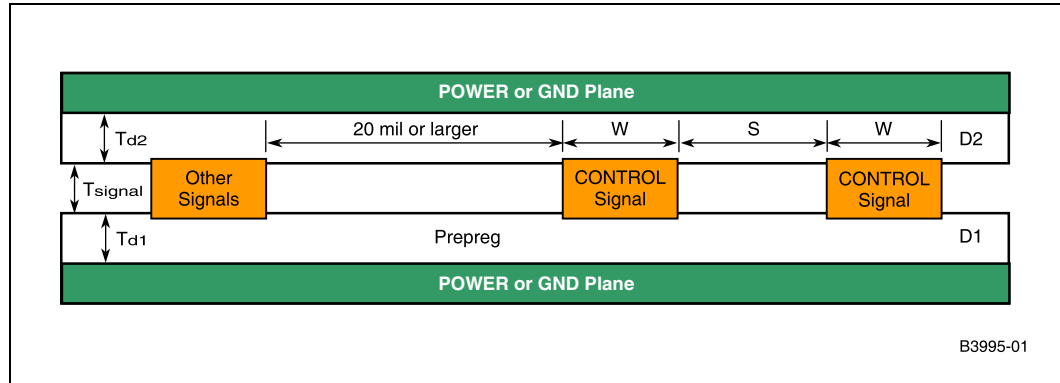 POWER or GND Plane
Td2
20 mil or larger
W
S
W
D2
Tsignal
Other
Signals
CONTROL
Signal
CONTROL
Signal
Td1
Prepreg
D1
POWER or GND Plane
B3995-01